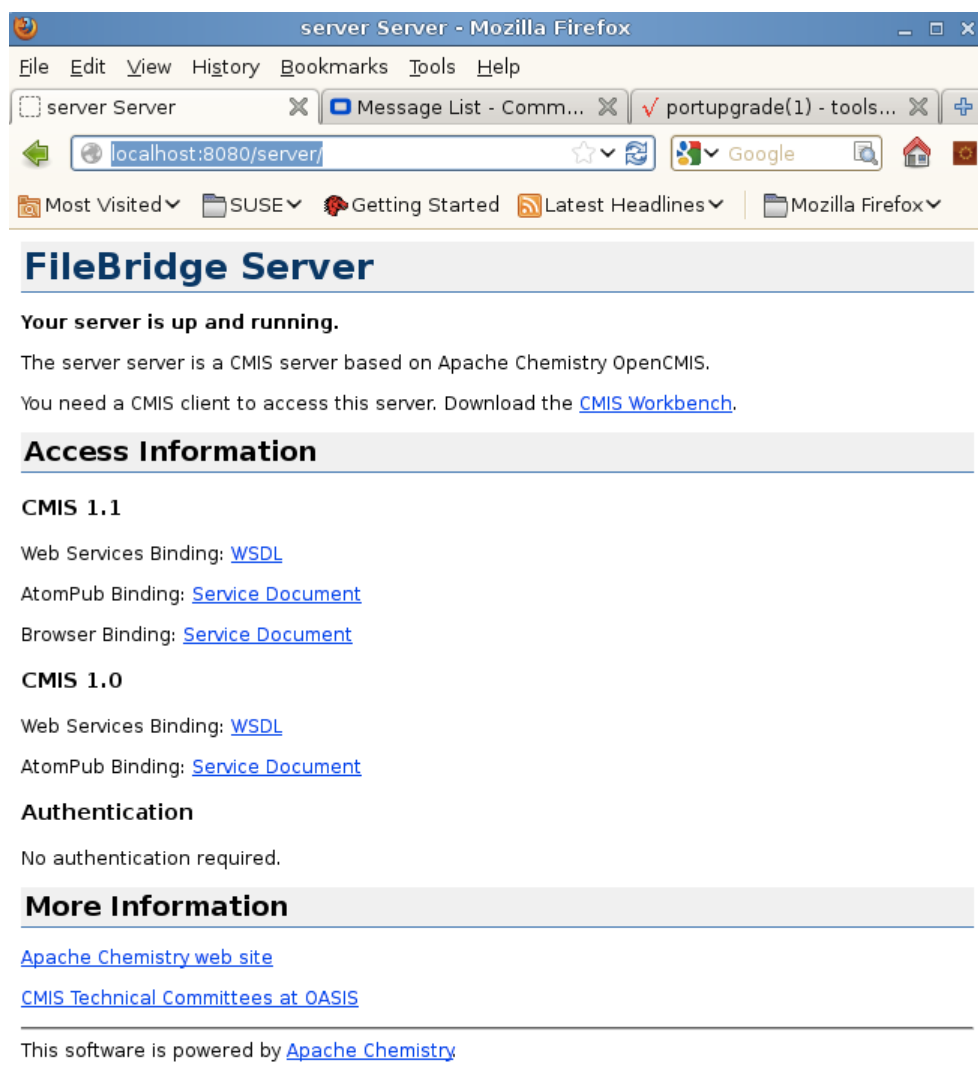 server Server - Mozilla Firefox
File Edit View History Bookmarks Tools Help
server Server Message List - Comm... portupgrade(1) - tools...
localhost:8080/server/ Google
Most Visited SUSE Getting Started Latest Headlines Mozilla Firefox
FileBridge Server
Your server is up and running.
The server server is a CMIS server based on Apache Chemistry OpenCMIS.
You need a CMIS client to access this server. Download the CMIS Workbench.
Access Information
CMIS 1.1
Web Services Binding: WSDL
AtomPub Binding: Service Document
Browser Binding: Service Document
CMIS 1.0
Web Services Binding: WSDL
AtomPub Binding: Service Document
Authentication
No authentication required.
More Information
Apache Chemistry web site
CMIS Technical Committees at OASIS
This software is powered by Apache Chemistry.